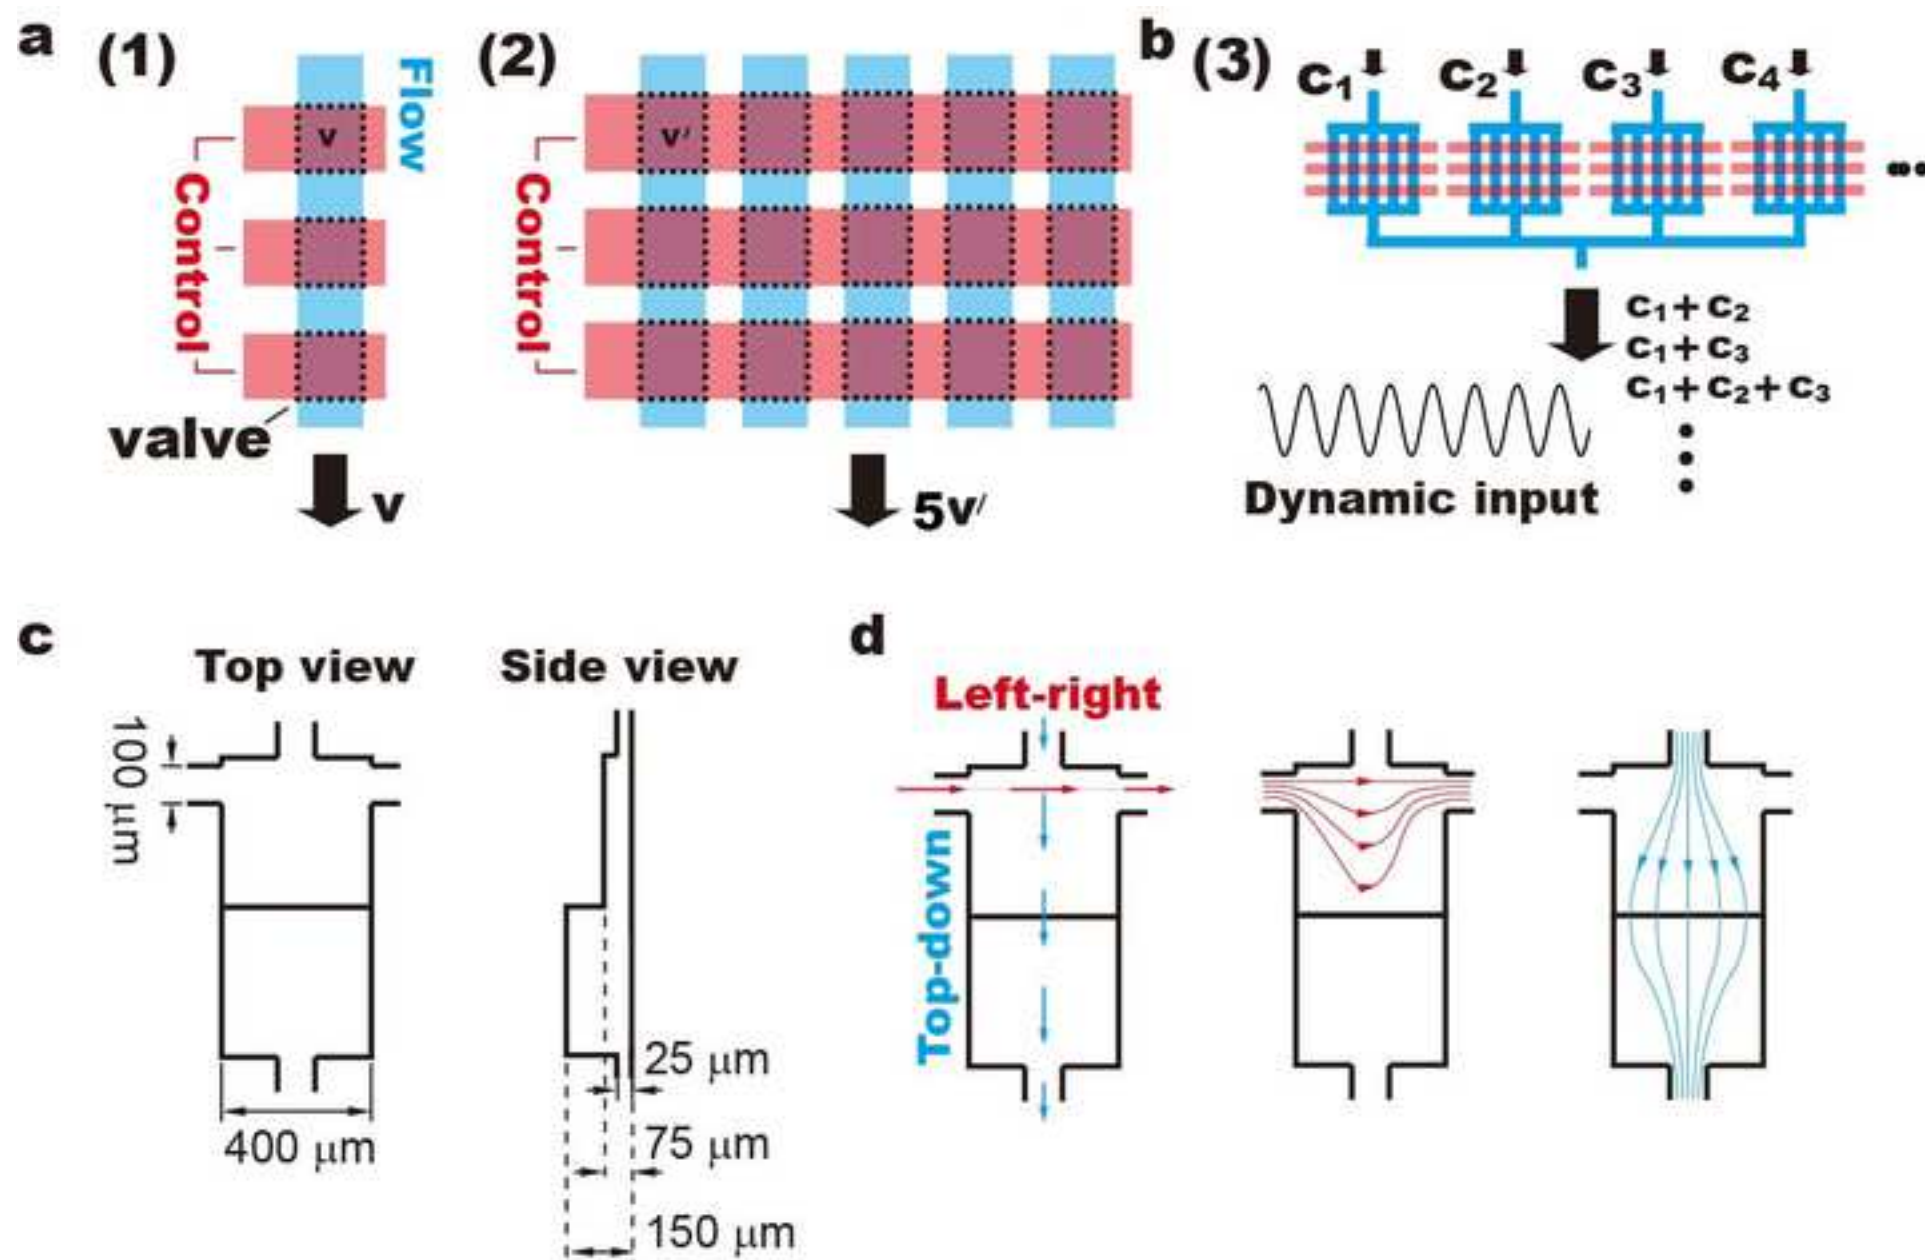 a
(1)
Flow
Control
v
valve
v
(2)
Control
v′
5v′
b
(3)
C₁
C₂
C₃
C₄
C₁+C₂
C₁+C₃
C₁+C₂+C₃
Dynamic input
c
Top view
Side view
100 μm
400 μm
25 μm
75 μm
150 μm
d
Left-right
Top-down